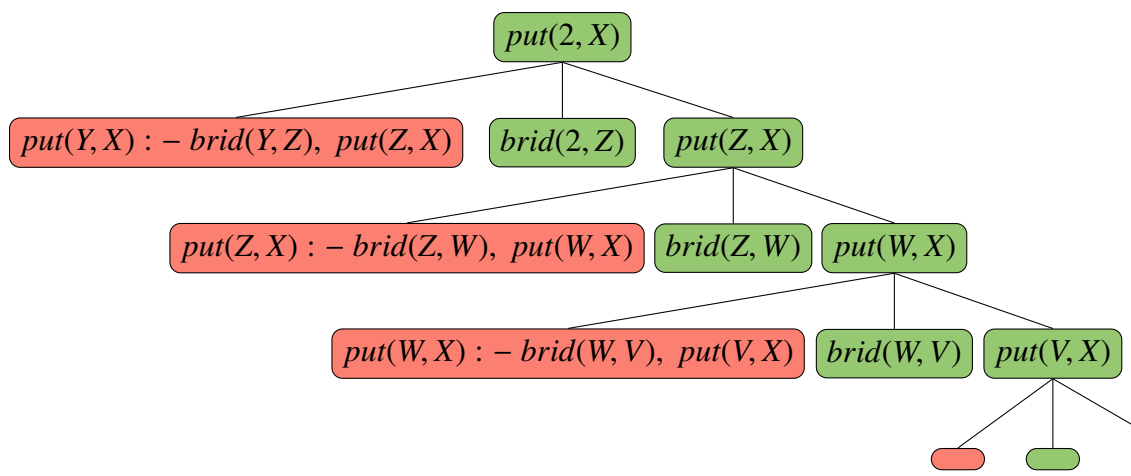 put(2, X)
put(Y, X) : − brid(Y, Z), put(Z, X)
brid(2, Z)
put(Z, X)
put(Z, X) : − brid(Z, W), put(W, X)
brid(Z, W)
put(W, X)
put(W, X) : − brid(W, V), put(V, X)
brid(W, V)
put(V, X)